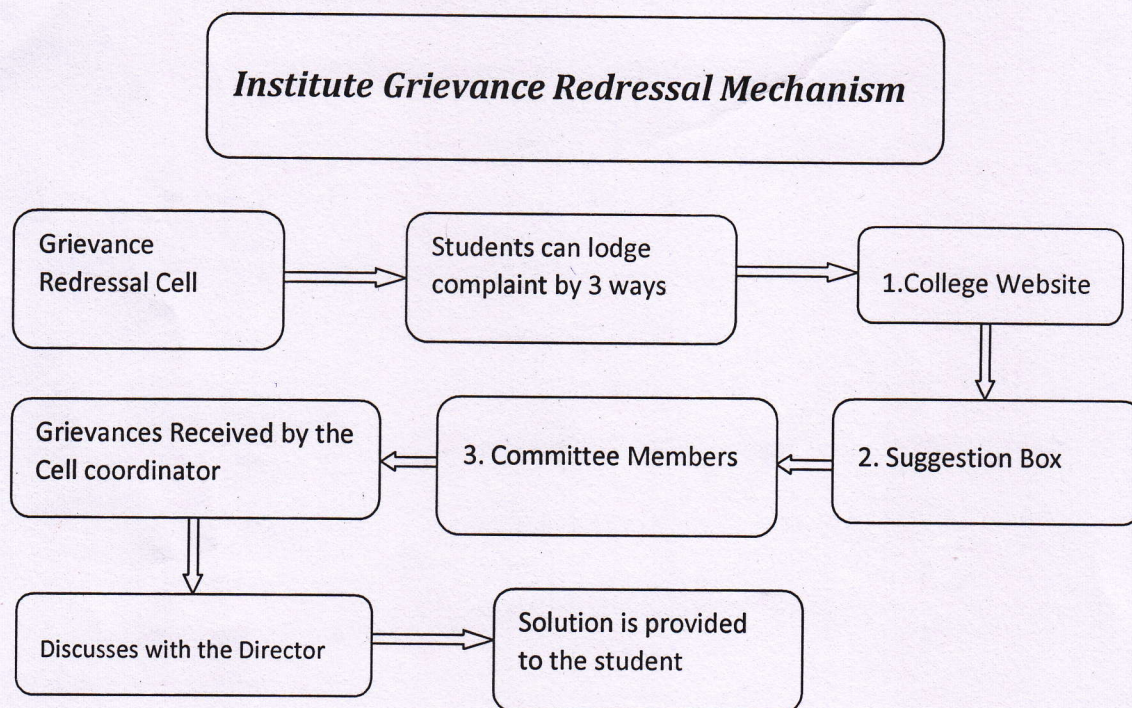 Institute Grievance Redressal Mechanism
Grievance
Redressal Cell
Students can lodge
complaint by 3 ways
1.College Website
2. Suggestion Box
3. Committee Members
Grievances Received by the
Cell coordinator
Discusses with the Director
Solution is provided
to the student